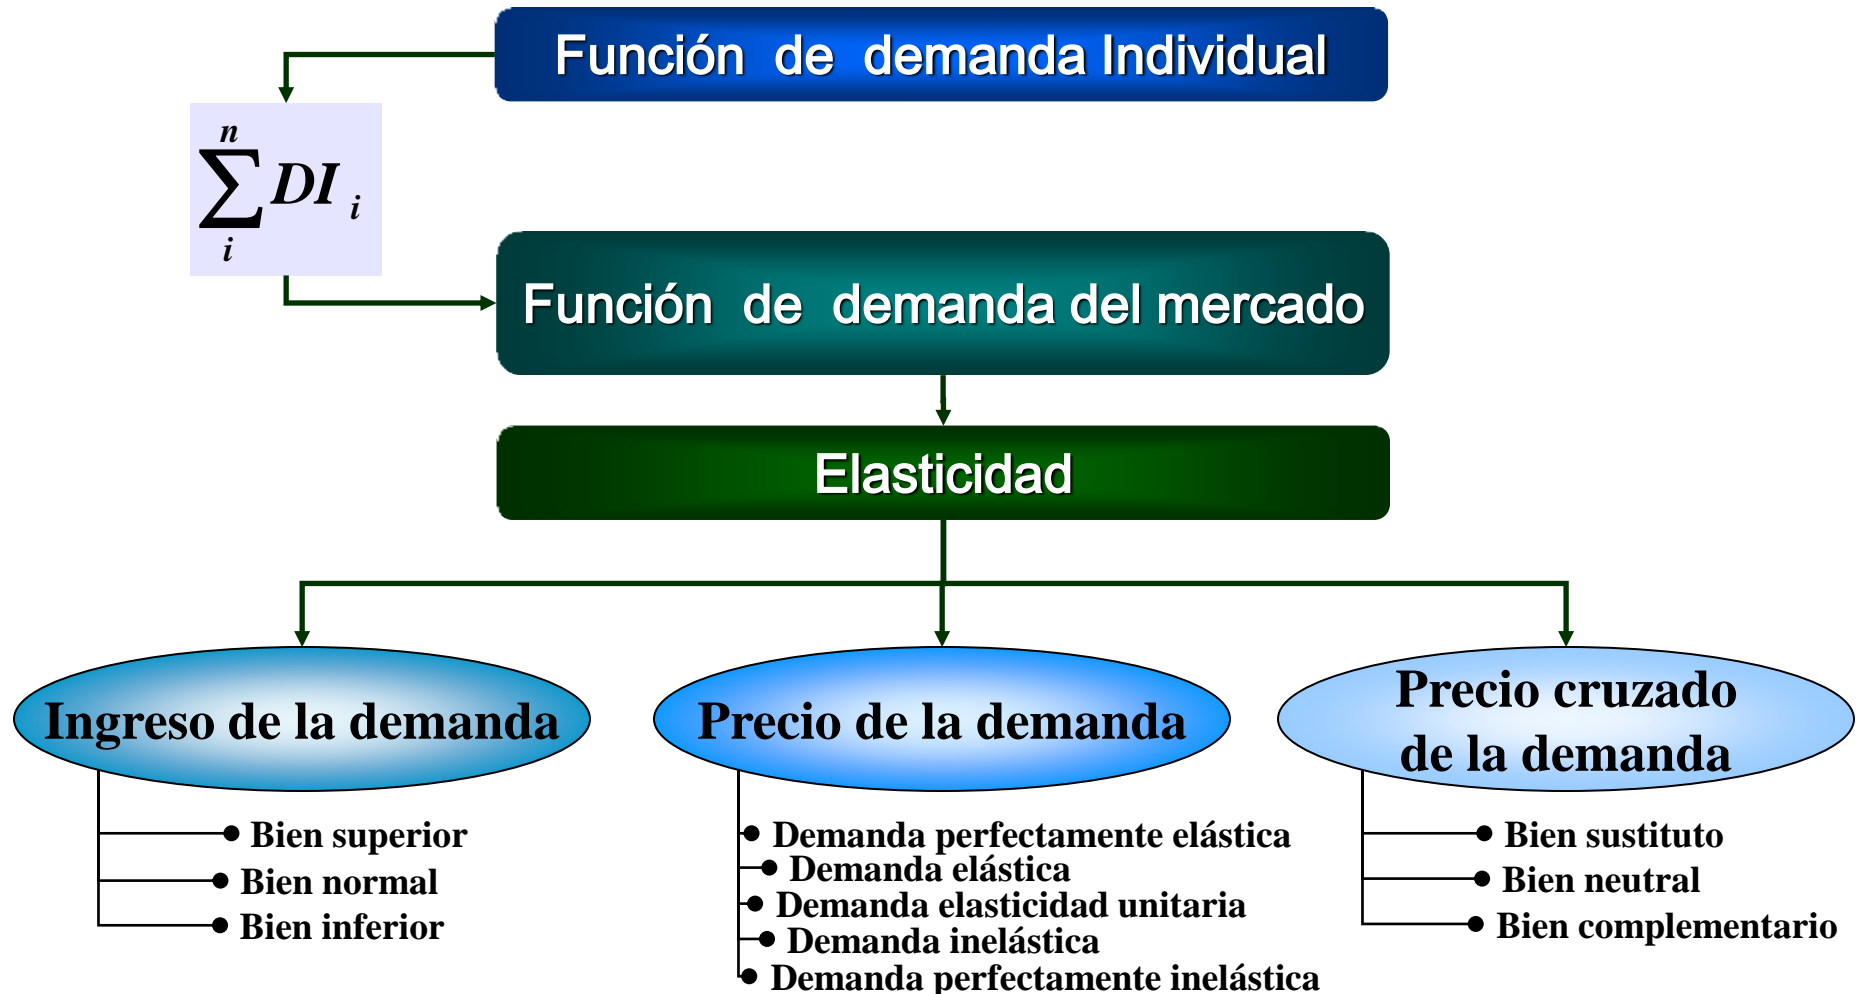 Función de demanda Individual
n
∑ DI i
i
Función de demanda del mercado
Elasticidad
Ingreso de la demanda
Bien superior
Bien normal
Bien inferior
Precio de la demanda
Demanda perfectamente elástica
Demanda elástica
Demanda elasticidad unitaria
Demanda inelástica
Demanda perfectamente inelástica
Precio cruzado
de la demanda
Bien sustituto
Bien neutral
Bien complementario